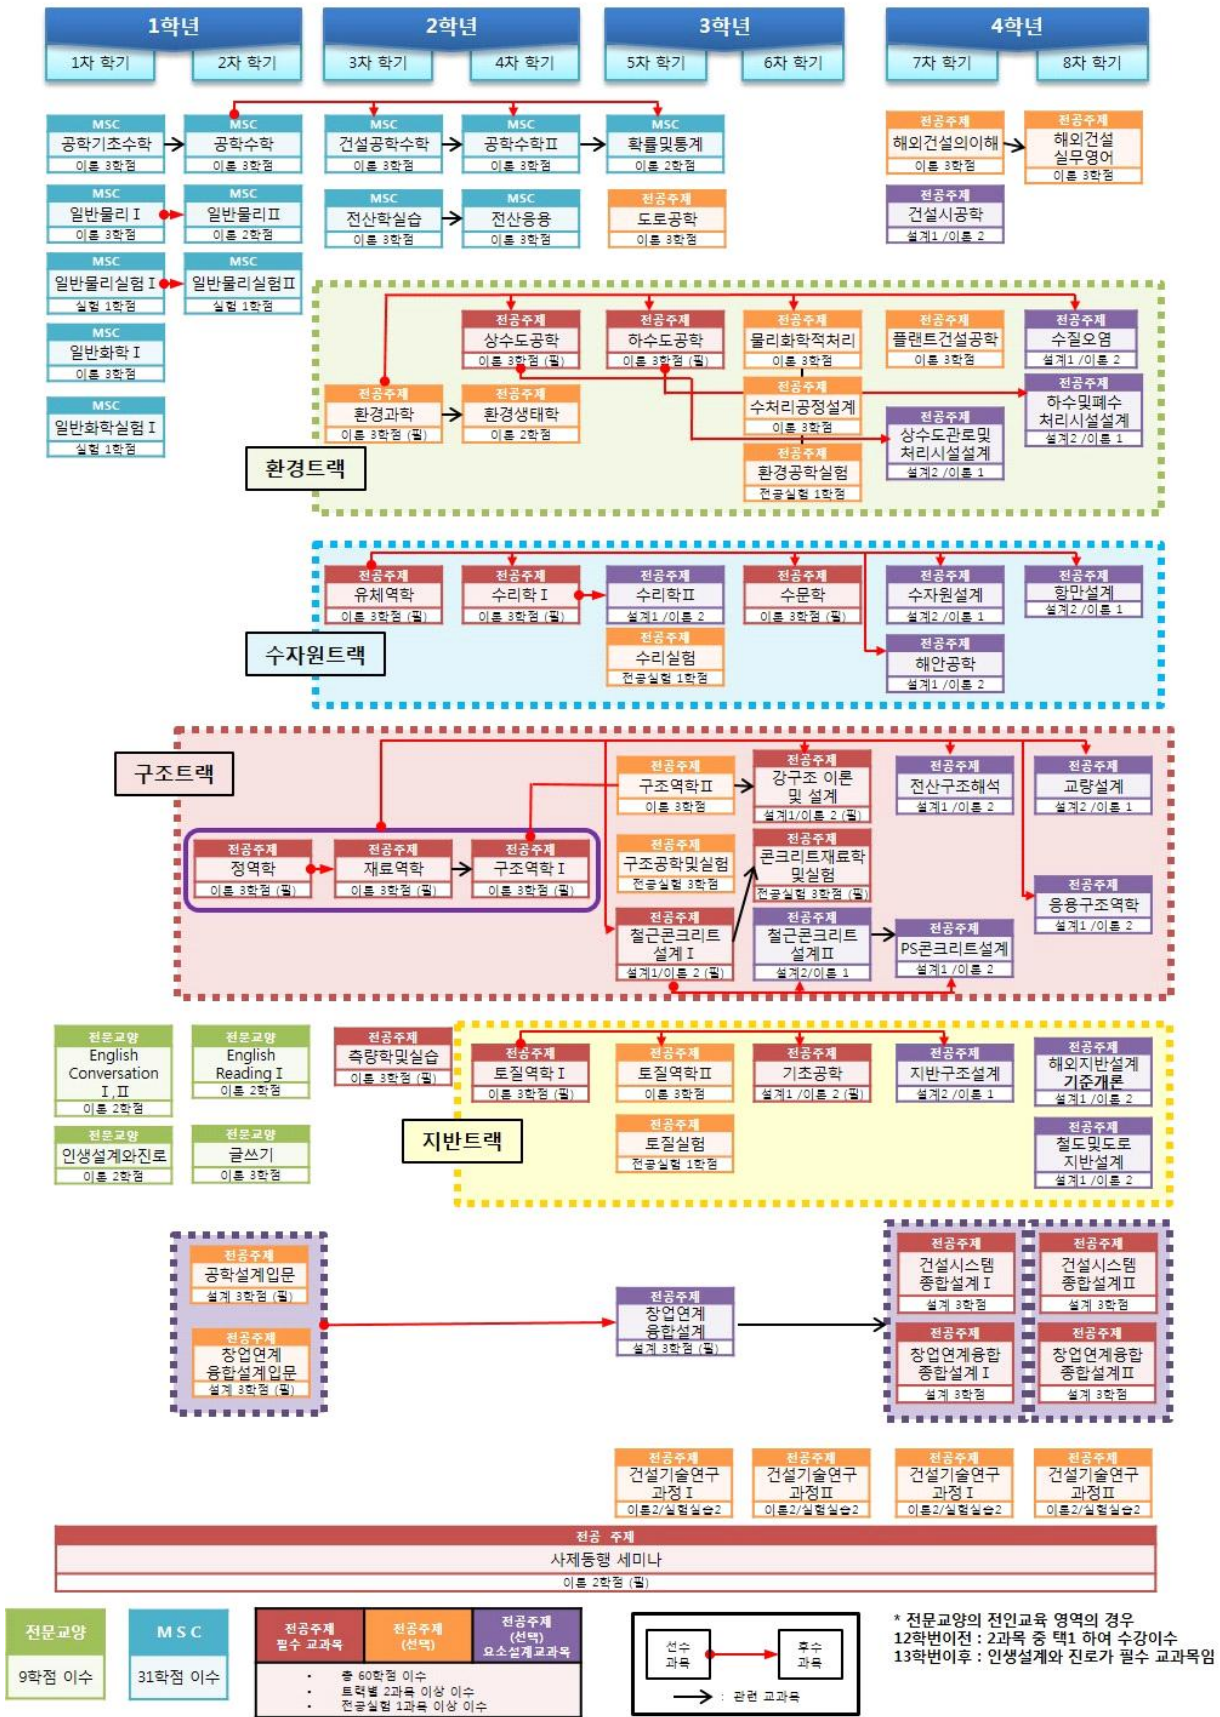 1학년
2학년
3학년
4학년
1차 학기
2차 학기
3차 학기
4차 학기
5차 학기
6차 학기
7차 학기
8차 학기
MSC
공학기초수학
이론 3학점
MSC
공학수학
이론 3학점
MSC
건설공학수학
이론 3학점
MSC
공학수학Ⅱ
이론 3학점
MSC
확률및통계
이론 2학점
전공주제
해외건설의이해
이론 3학점
전공주제
해외건설
실무영어
이론 3학점
MSC
일반물리 I
이론 3학점
MSC
일반물리Ⅱ
이론 2학점
MSC
전산학실습
이론 3학점
MSC
전산응용
이론 3학점
전공주제
도로공학
이론 3학점
전공주제
건설시공학
설계1 /이론 2
MSC
일반물리실험 I
실험 1학점
MSC
일반물리실험Ⅱ
실험 1학점
MSC
일반화학 I
이론 3학점
MSC
일반화학실험 I
실험 1학점
환경트랙
전공주제
상수도공학
이론 3학점 (필)
전공주제
하수도공학
이론 3학점 (필)
전공주제
물리화학적처리
이론 3학점
전공주제
플랜트건설공학
이론 3학점
전공주제
수질오염
설계1 /이론 2
전공주제
환경과학
이론 3학점 (필)
전공주제
환경생태학
이론 2학점
전공주제
수처리공정설계
이론 3학점
전공주제
하수및폐수
처리시설설계
설계2 /이론 1
전공주제
상수도관로및
처리시설설계
설계2 /이론 1
전공주제
환경공학실험
전공실험 1학점
수자원트랙
전공주제
유체역학
이론 3학점 (필)
전공주제
수리학 I
이론 3학점 (필)
전공주제
수리학Ⅱ
설계1 /이론 2
전공주제
수문학
이론 3학점 (필)
전공주제
수자원설계
설계2 /이론 1
전공주제
항만설계
설계2 /이론 1
전공주제
수리실험
전공실험 1학점
전공주제
해안공학
설계1 /이론 2
구조트랙
전공주제
구조역학Ⅱ
이론 3학점
전공주제
강구조 이론
및 설계
설계1/이론 2 (필)
전공주제
전산구조해석
설계1 /이론 2
전공주제
교량설계
설계2 /이론 1
전공주제
정역학
이론 3학점 (필)
전공주제
재료역학
이론 3학점 (필)
전공주제
구조역학 I
이론 3학점 (필)
전공주제
구조공학및실험
전공실험 3학점
전공주제
콘크리트재료학
및실험
전공실험 3학점(필)
전공주제
응용구조역학
설계1 /이론 2
전공주제
철근콘크리트
설계 I
설계1/이론 2 (필)
전공주제
철근콘크리트
설계Ⅱ
설계2/이론 1
전공주제
PS콘크리트설계
설계1 /이론 2
전문교양
English
Conversation
I,Ⅱ
이론 2학점
전문교양
English
Reading I
이론 2학점
전공주제
측량학및실습
이론 3학점 (필)
지반트랙
전공주제
토질역학 I
이론 3학점 (필)
전공주제
토질역학Ⅱ
이론 3학점
전공주제
기초공학
설계1 /이론 2 (필)
전공주제
지반구조설계
설계2 /이론 1
전공주제
해외지반설계
기준개론
설계1 /이론 2
전문교양
인생설계와진로
이론 2학점
전문교양
글쓰기
이론 3학점
전공주제
토질실험
전공실험 1학점
전공주제
철도및도로
지반설계
설계1 /이론 2
전공주제
공학설계입문
설계 3학점 (필)
전공주제
창업연계
융합설계입문
설계 3학점 (필)
전공주제
창업연계
융합설계
설계 3학점 (필)
전공주제
건설시스템
종합설계 I
설계 3학점
전공주제
건설시스템
종합설계Ⅱ
설계 3학점
전공주제
창업연계융합
종합설계 I
설계 3학점
전공주제
창업연계융합
종합설계Ⅱ
설계 3학점
전공주제
건설기술연구
과정 I
이론2/실험실습2
전공주제
건설기술연구
과정Ⅱ
이론2/실험실습2
전공주제
건설기술연구
과정 I
이론2/실험실습2
전공주제
건설기술연구
과정Ⅱ
이론2/실험실습2
전공 주제
사제동행 세미나
이론 2학점 (필)
전문교양
9학점 이수
M S C
31학점 이수
전공주제
필수 교과목
전공주제
(선택)
전공주제
(선택)
요소설계교과목
• 총 60학점 이수
• 트랙별 2과목 이상 이수
• 전공실험 1과목 이상 이수
선수
과목
후수
과목
: 관련 교과목
* 전문교양의 전인교육 영역의 경우
12학번이전 : 2과목 중 택1 하여 수강이수
13학번이후 : 인생설계와 진로가 필수 교과목임